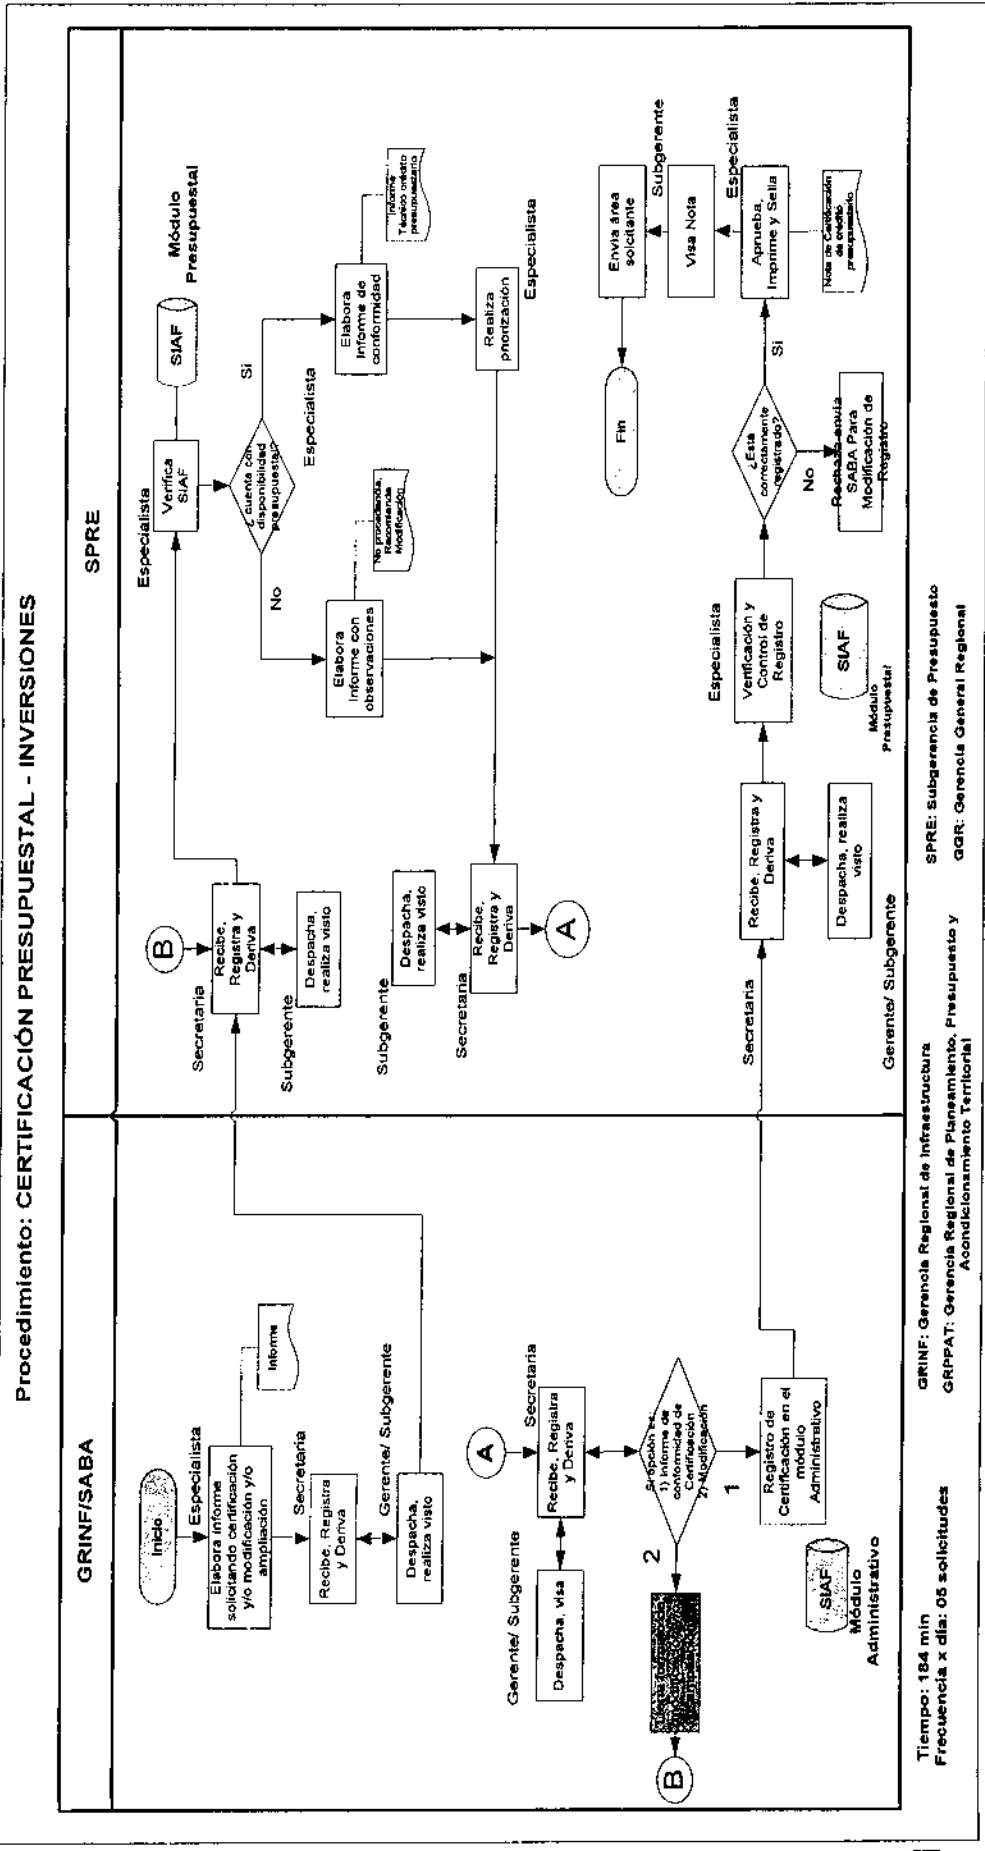 Procedimiento: CERTIFICACIÓN PRESUPUESTAL - INVERSIONES
GRINF/SABA
SPRE
Inicio
Especialista
Elabora Informe
solicitando certificación
y/o modificación y/o
ampliación
Informe
Secretaria
Recibe, Registra
y Deriva
Gerente/ Subgerente
Despacha,
realiza visto
A
Secretaria
Recibe, Registra
y Deriva
Gerente/ Subgerente
Despacha, visa
Si opción es:
1) Informe de
conformidad de
Certificación
2) Modificación
2
1
B
Registro de
Certificación en el
módulo
Administrativo
SIAF
Módulo
Administrativo
B
Secretaria
Recibe,
Registra y
Deriva
Subgerente
Despacha,
realiza visto
Especialista
Verifica
SIAF
SIAF
Módulo
Presupuestal
¿ cuenta con
disponibilidad
presupuestal?
No
Si
Elabora
Informe con
observaciones
No procedencia,
Recomienda
Modificación
Especialista
Elabora
Informe de
conformidad
Informe
Técnico crédito
presupuestario
Realiza
priorización
Especialista
Subgerente
Despacha,
realiza visto
Secretaria
Recibe,
Registra y
Deriva
A
Secretaria
Recibe, Registra y
Deriva
Despacha, realiza
visto
Gerente/ Subgerente
Especialista
Verificación y
Control de
Registro
SIAF
Módulo
Presupuestal
¿Está
correctamente
registrado?
No
Si
Rechaza envia
SABA Para
Modificación de
Registro
Aprueba,
Imprime y Sella
Especialista
Nota de Certificación
de crédito
presupuestario
Visa Nota
Subgerente
Envia área
solcitante
Fin
Tiempo: 184 min
Frecuencia x día: 05 solicitudes
GRINF: Gerencia Regional de Infraestructura
GRPPAT: Gerencia Regional de Planeamiento, Presupuesto y
Acondicionamiento Territorial
SPRE: Subgerencia de Presupuesto
GGR: Gerencia General Regional